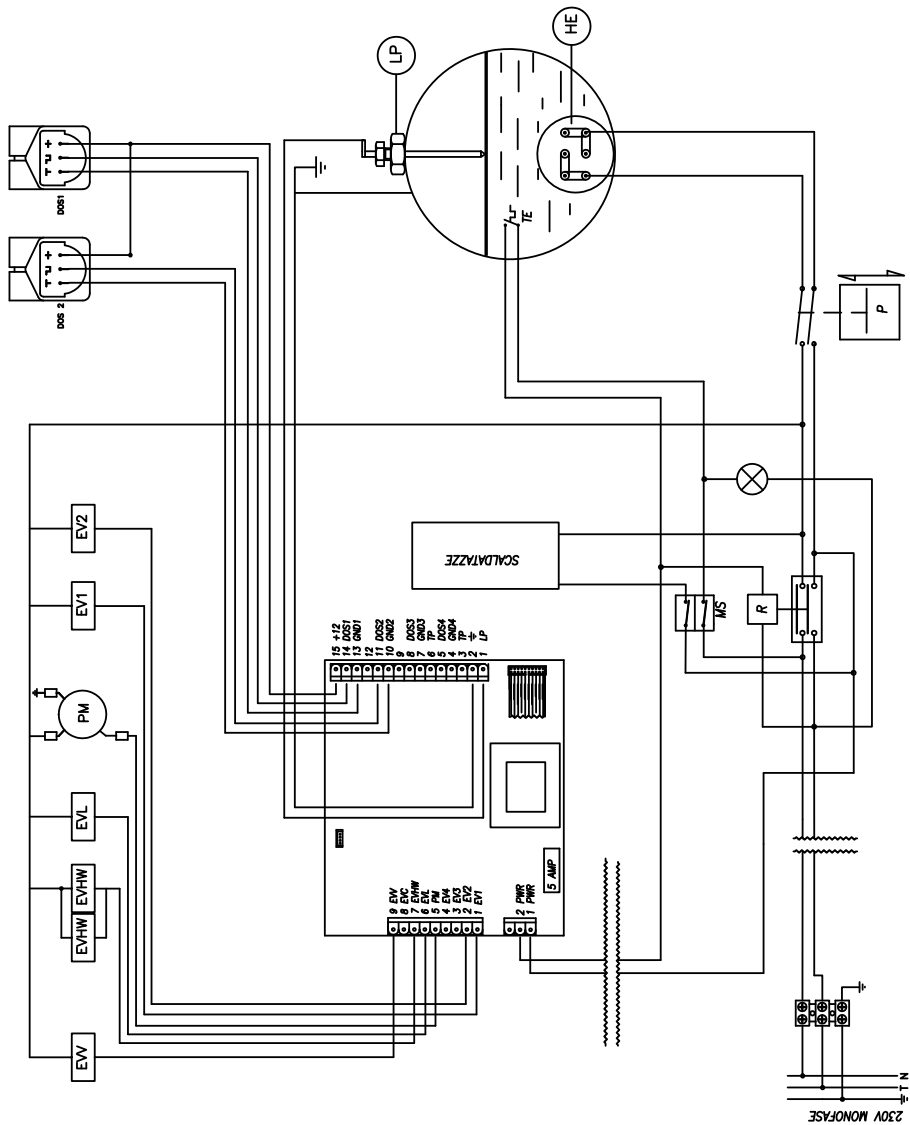 LP
HE
DOS1
DOS 2
TE
P
EV2
EV1
PM
EVL
EVHW
EVHW
EVV
SCALDATAZZE
MS
R
15 +12
14 DOS1
13 GND1
12
11 DOS2
10 GND2
9
8 DOS3
7 GND3
6 TP
5 DOS4
4 GND4
3 TP
2
1 LP
9 EVV
8 EVC
7 EVHW
6 EVL
5 PM
4 EV4
3 EV3
2 EV2
1 EV1
2 PWR
1 PWR
5 AMP
N
T
230V MONOFASE